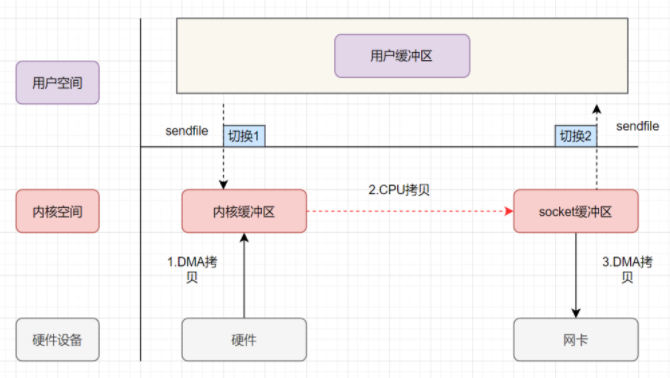 用户空间
用户缓冲区
sendfile
切换1
切换2
sendfile
内核空间
内核缓冲区
2.CPU拷贝
socket缓冲区
1.DMA拷
贝
3.DMA拷
贝
硬件设备
硬件
网卡